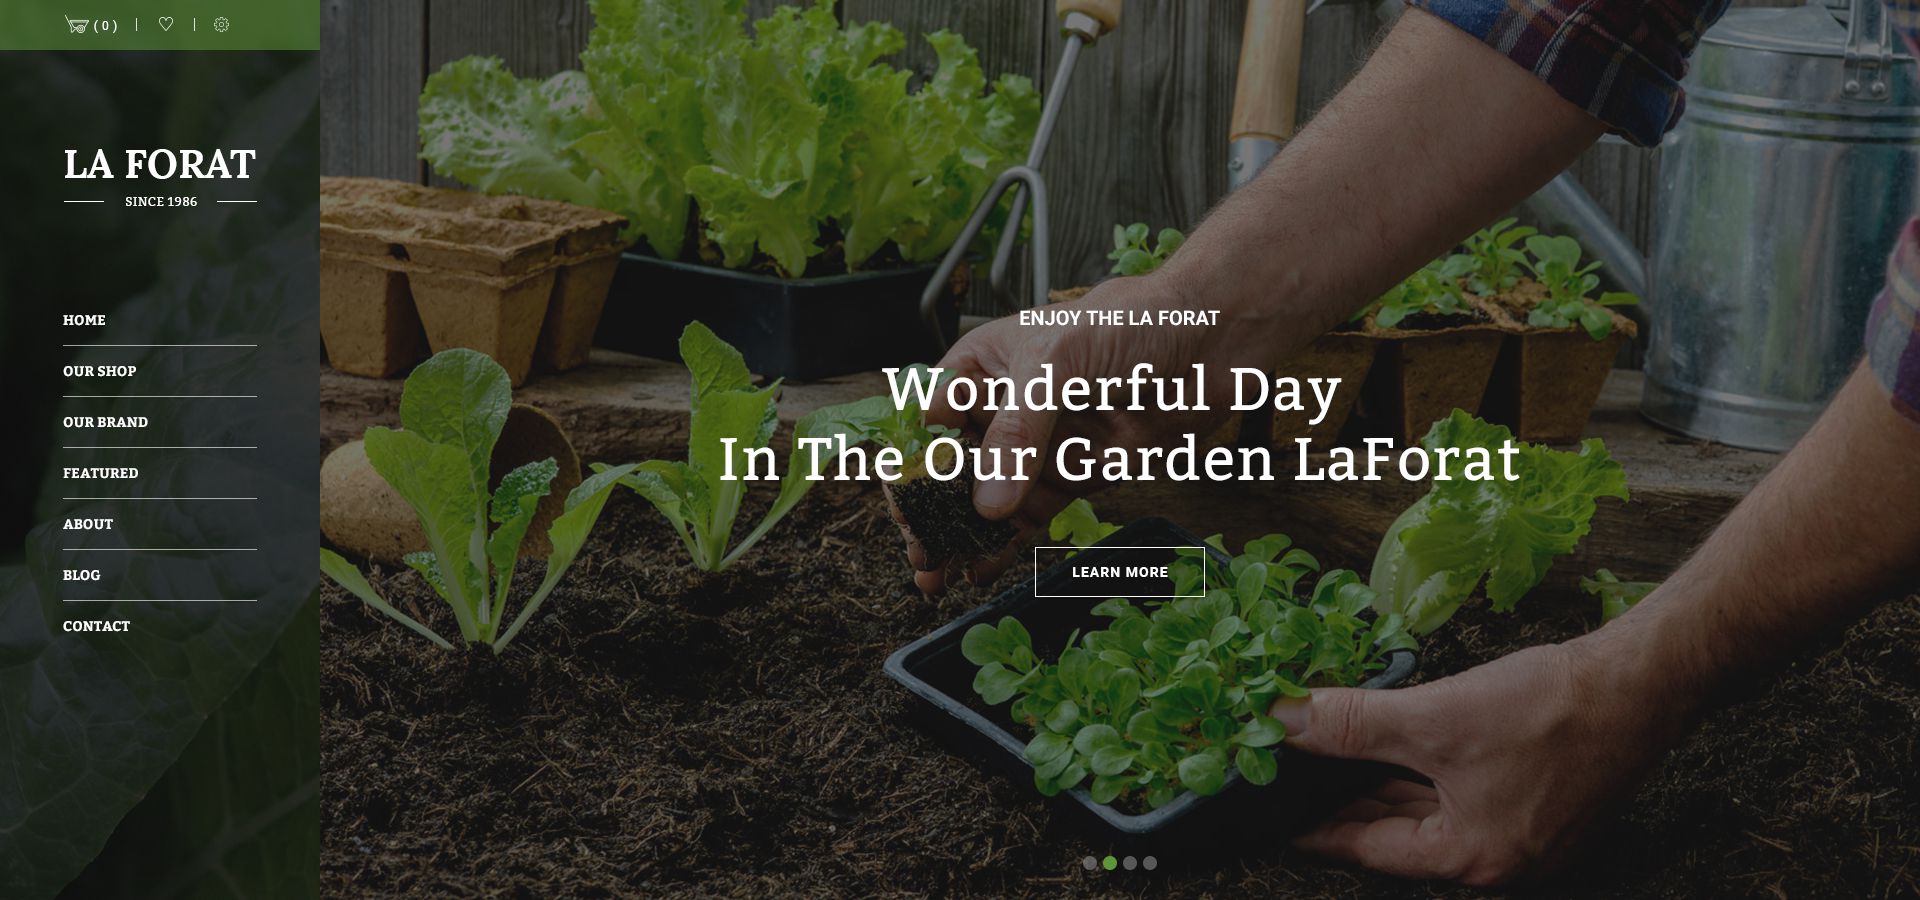 ( 0 )
LA FORAT
SINCE 1986
HOME
OUR SHOP
OUR BRAND
FEATURED
ABOUT
BLOG
CONTACT
ENJOY THE LA FORAT
Wonderful Day
In The Our Garden LaForat
LEARN MORE